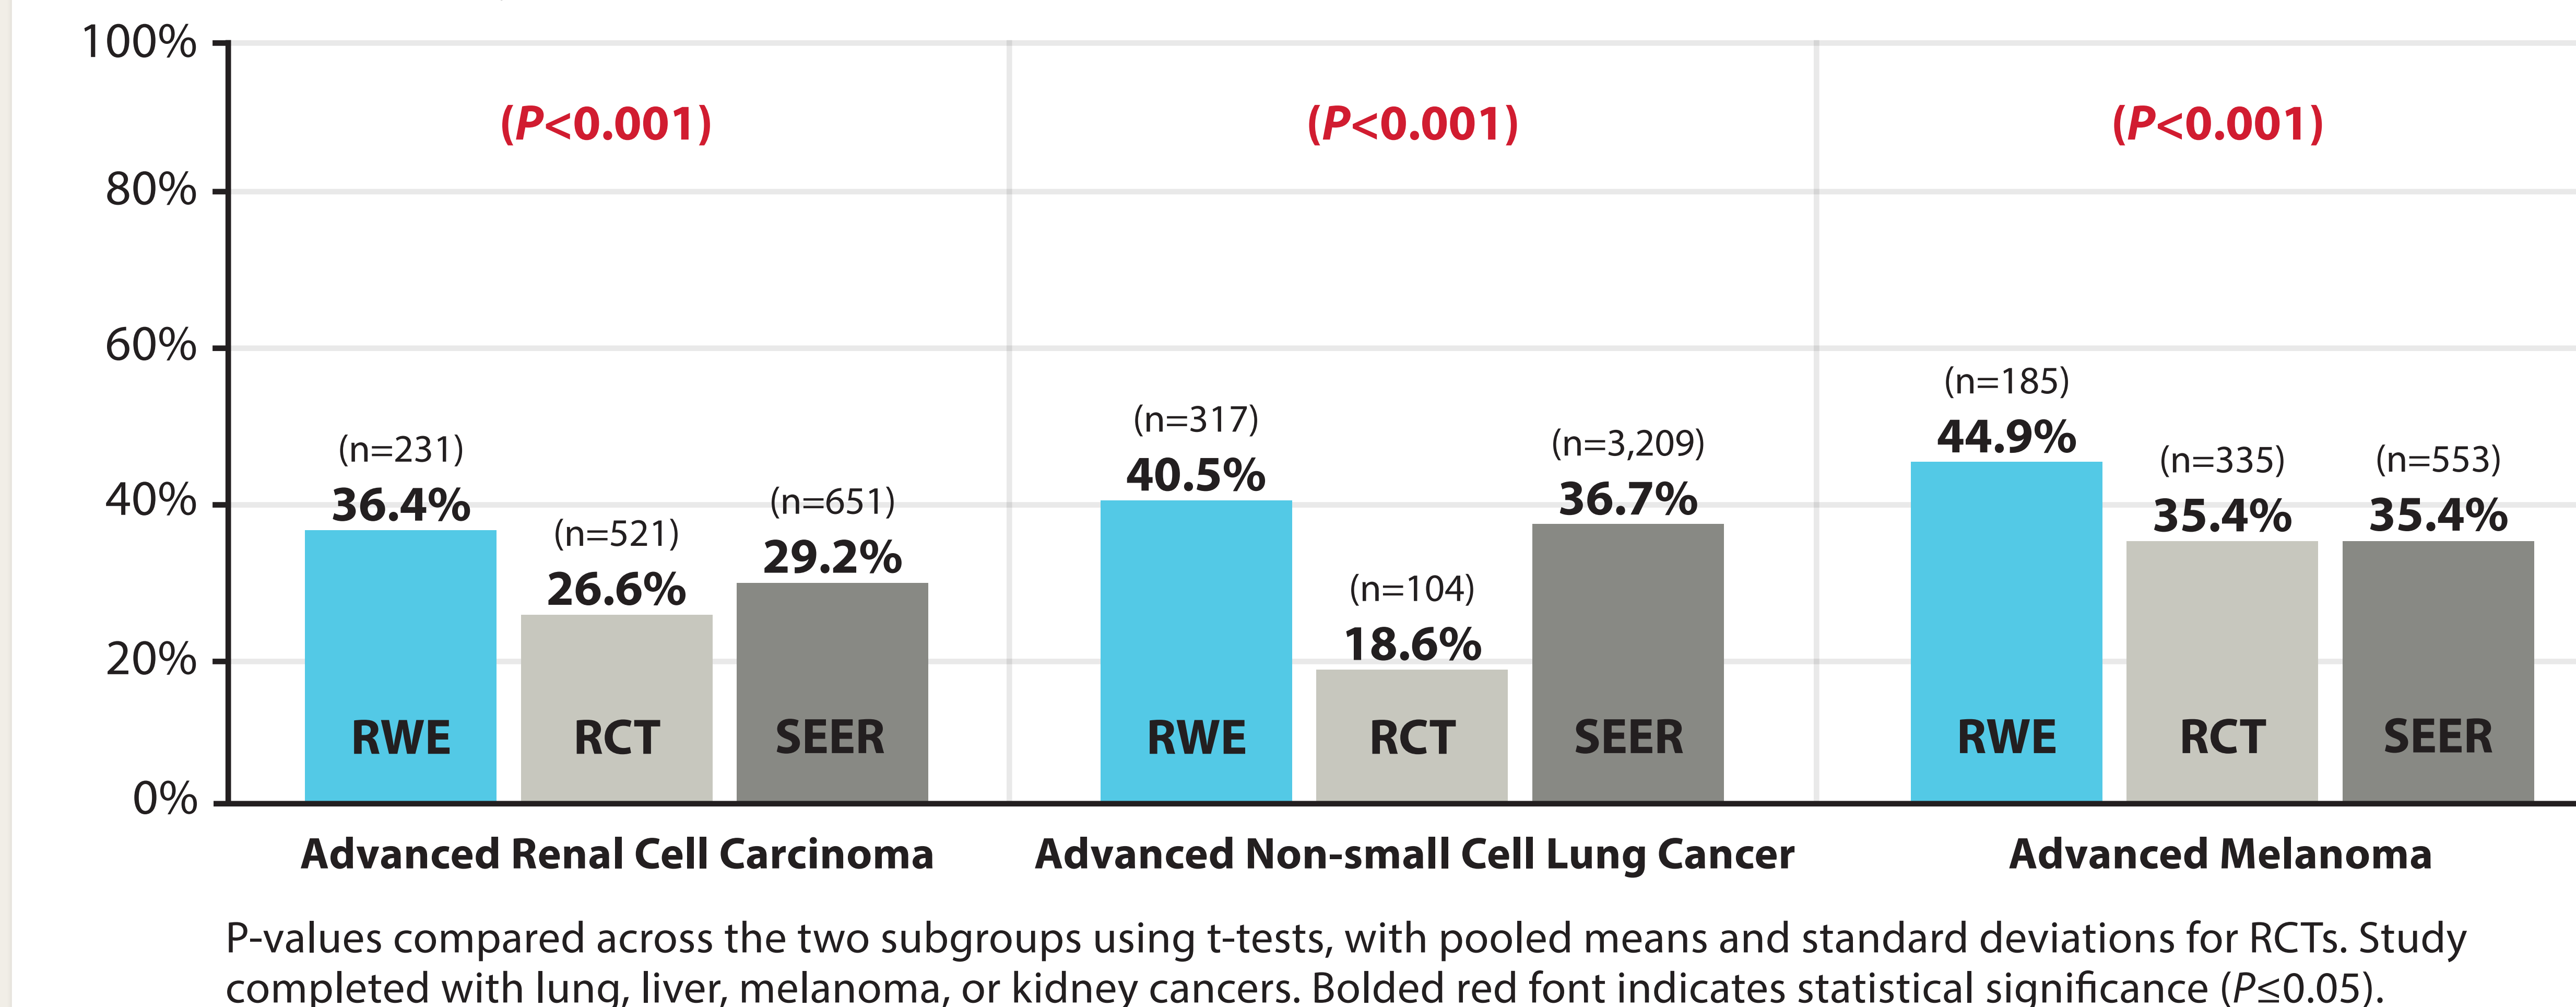 100%
(P<0.001) (P<0.001) (P<0.001)
80%
60%
(n=185)
44.9%
(n=317)
40.5%
(n=3,209)
36.7%
(n=231)
36.4%
(n=335) (n=553)
35.4% 35.4%
40%
(n=651)
29.2%
(n=521)
26.6%
(n=104)
18.6%
20%
RWE RCT SEER RWE RCT SEER RWE RCT SEER
0%
Advanced Renal Cell Carcinoma Advanced Non-small Cell Lung Cancer Advanced Melanoma
P-values compared across the two subgroups using t-tests, with pooled means and standard deviations for RCTs. Study
completed with lung, liver, melanoma, or kidney cancers. Bolded red font indicates statistical significance (P≤0.05).